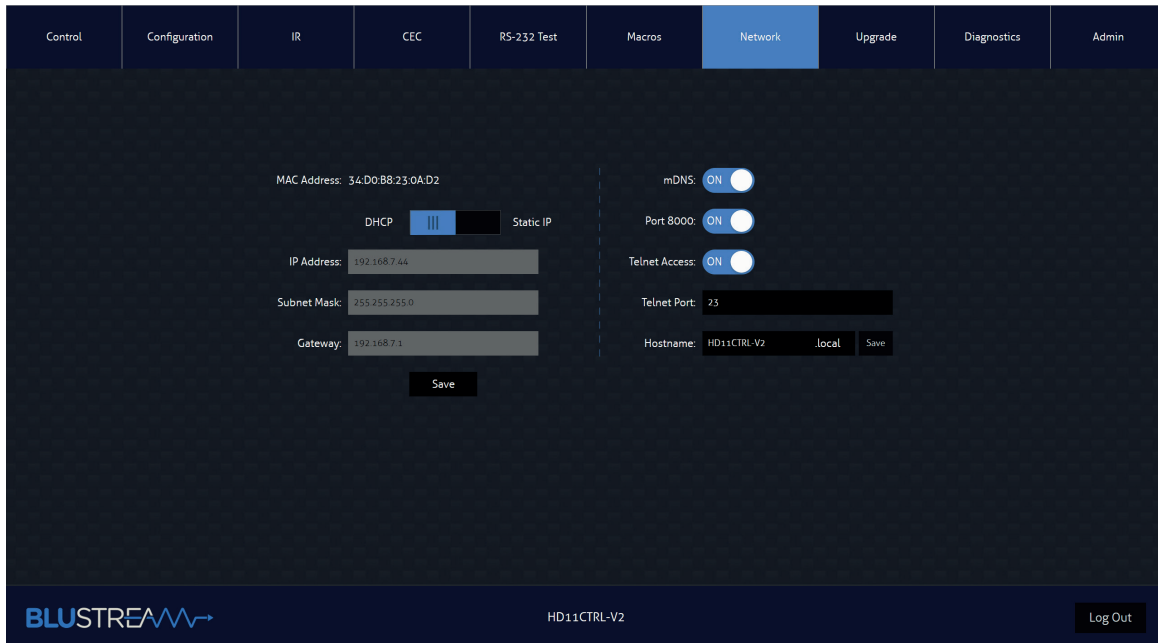 Control Configuration IR CEC RS-232 Test Macros Network Upgrade Diagnostics Admin
MAC Address: 34:D0:B8:23:0A:D2
DHCP Static IP
IP Address: 192.168.7.44
Subnet Mask: 255.255.255.0
Gateway: 192.168.7.1
Save
mDNS: ON
Port 8000: ON
Telnet Access: ON
Telnet Port: 23
Hostname: HD11CTRL-V2 .local Save
BLUSTREAM HD11CTRL-V2 Log Out